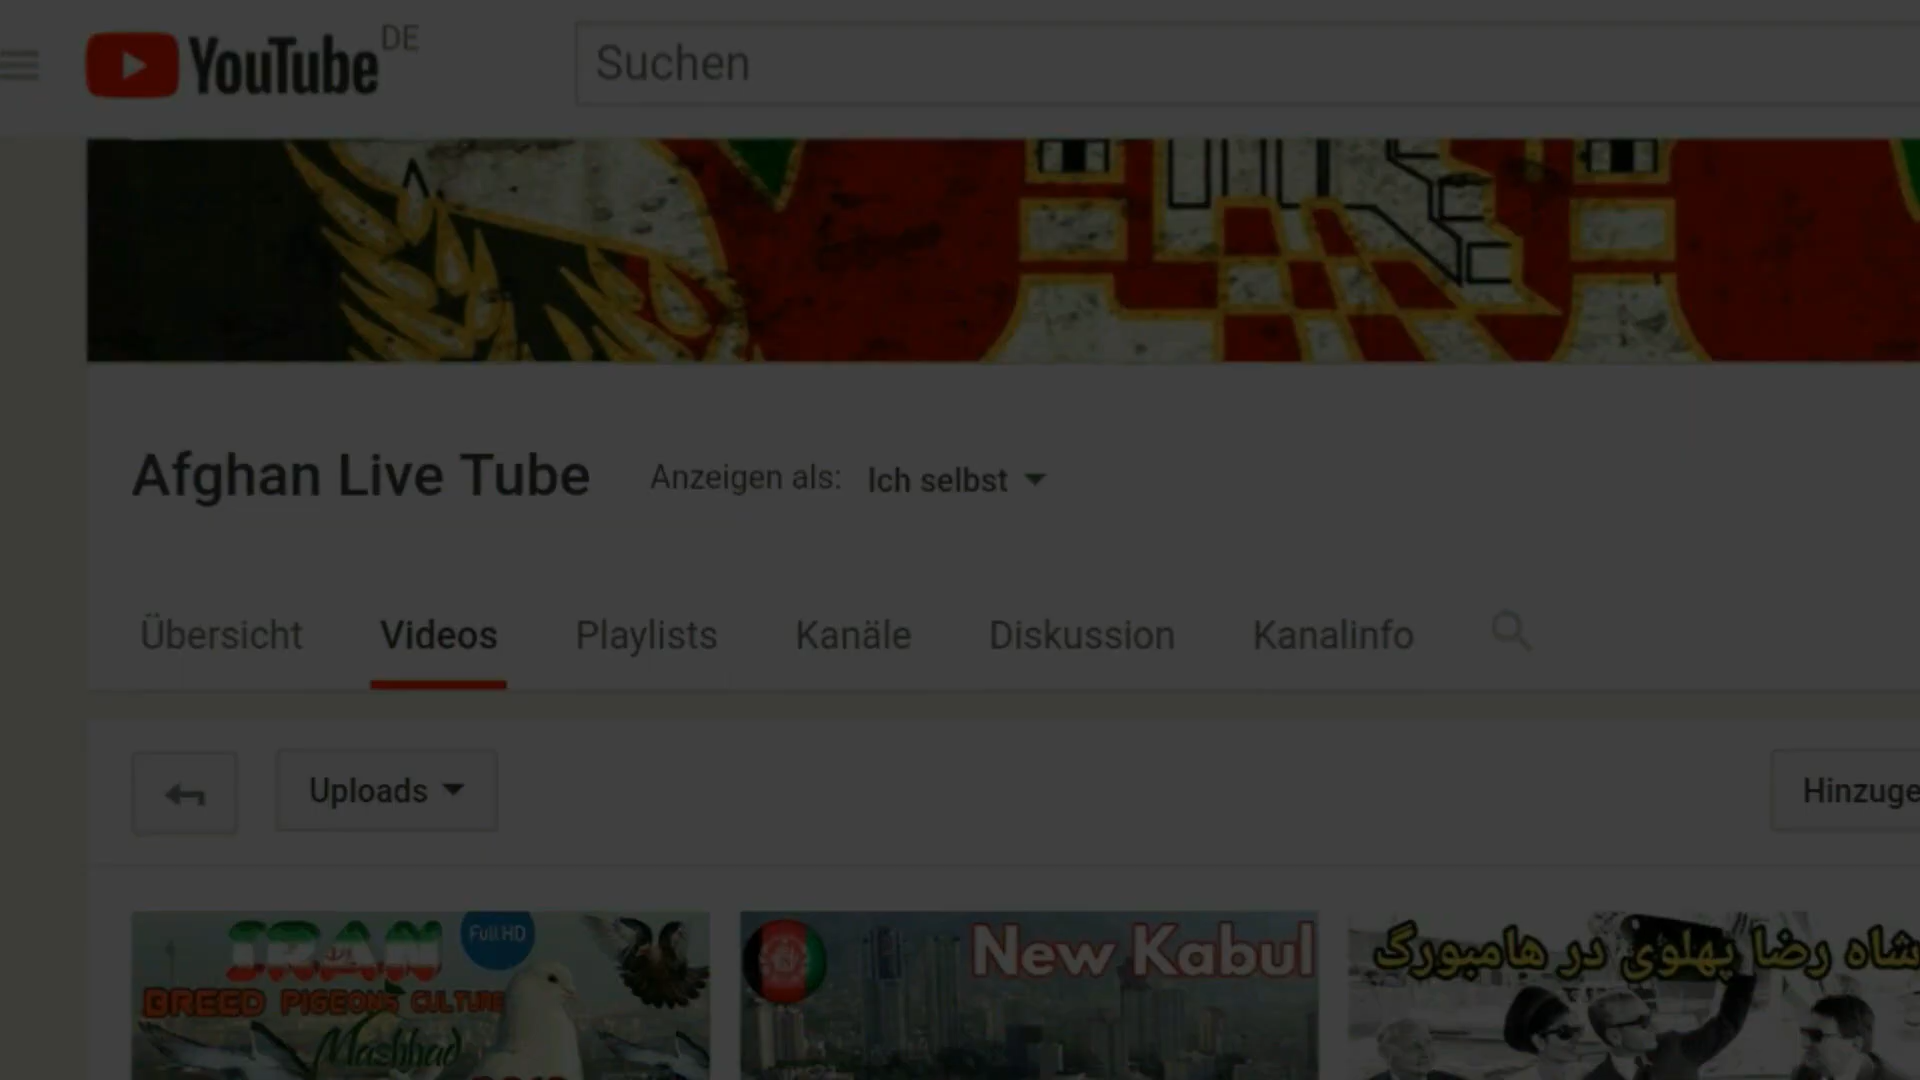 YouTube DE
Suchen
Afghan Live Tube
Anzeigen als: Ich selbst
Übersicht Videos Playlists Kanäle Diskussion Kanalinfo
Uploads
Hinzuge
IRAN
Full HD
BREED PIGEONS CULTURE
Mashhad
New Kabul
شاه رضا پهلوی در هامبورگ